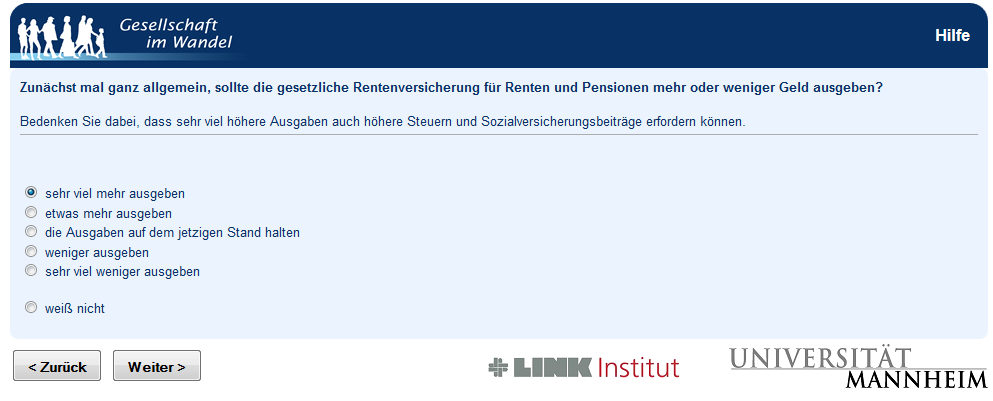 Gesellschaft
im Wandel
Hilfe
Zunächst mal ganz allgemein, sollte die gesetzliche Rentenversicherung für Renten und Pensionen mehr oder weniger Geld ausgeben?
Bedenken Sie dabei, dass sehr viel höhere Ausgaben auch höhere Steuern und Sozialversicherungsbeiträge erfordern können.
sehr viel mehr ausgeben
etwas mehr ausgeben
die Ausgaben auf dem jetzigen Stand halten
weniger ausgeben
sehr viel weniger ausgeben
weiß nicht
< Zurück
Weiter >
LINK Institut
UNIVERSITÄT
MANNHEIM